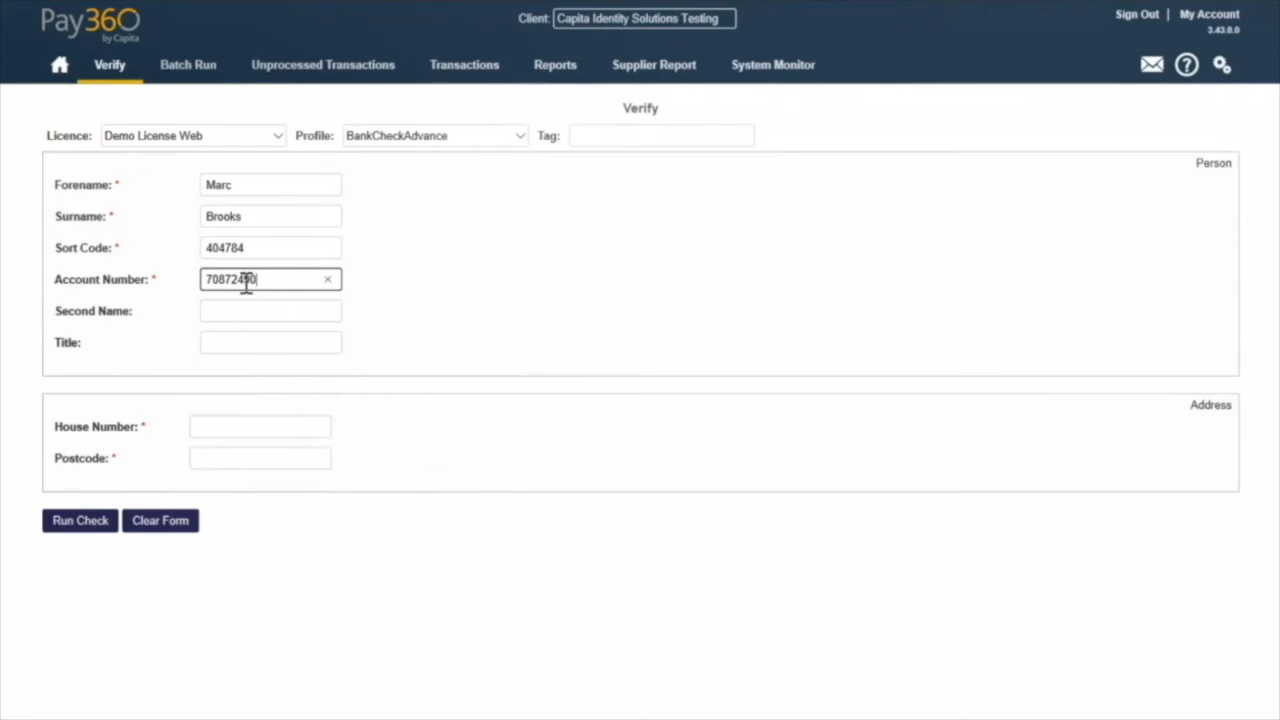 Pay360
by Capita
Client: Capita Identity Solutions Testing
Sign Out | My Account
3.43.0.0
Verify
Batch Run
Unprocessed Transactions
Transactions
Reports
Supplier Report
System Monitor
Verify
Licence: Demo License Web Profile: BankCheckAdvance Tag:
Person
Forename: * Marc
Surname: * Brooks
Sort Code: * 404784
Account Number: *
Second Name:
Title:
Address
House Number: *
Postcode: *
Run Check
Clear Form